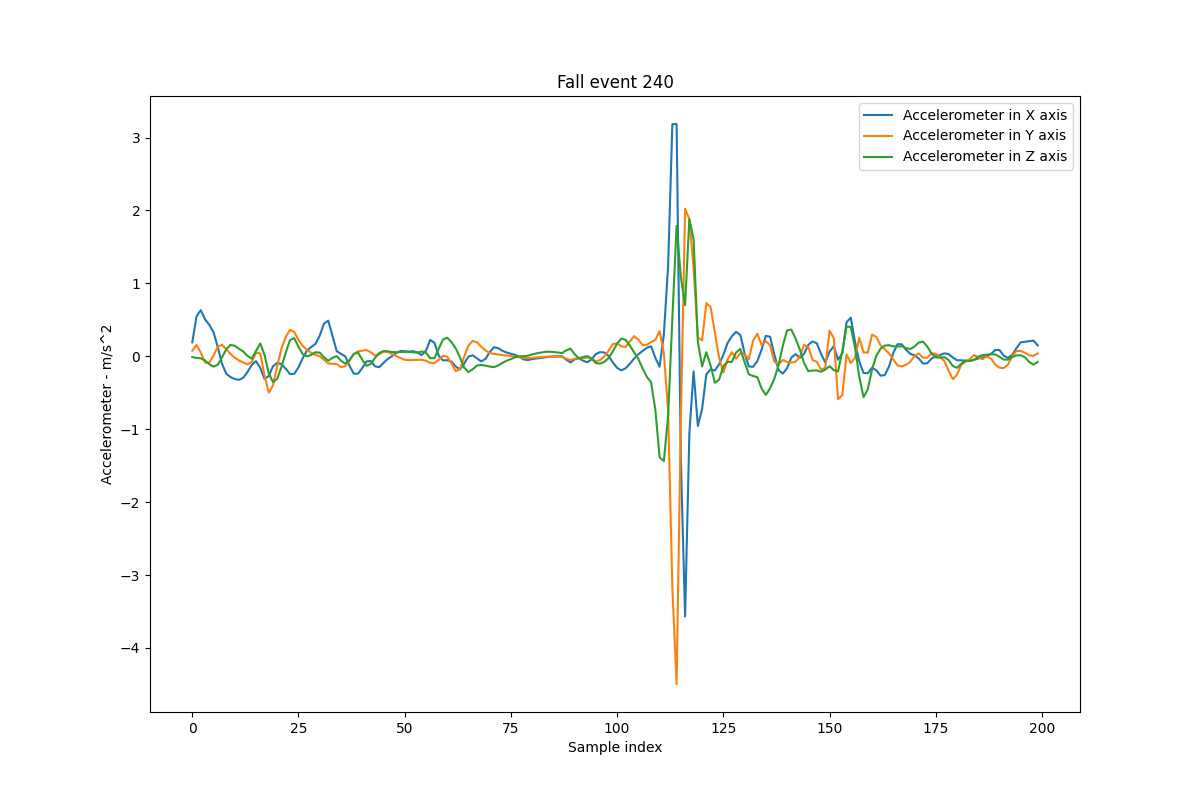 Fall event 240
Accelerometer in X axis
Accelerometer in Y axis
Accelerometer in Z axis
Accelerometer - m/s^2
3
2
1
0
−1
−2
−3
−4
0 25 50 75 100 125 150 175 200
Sample index